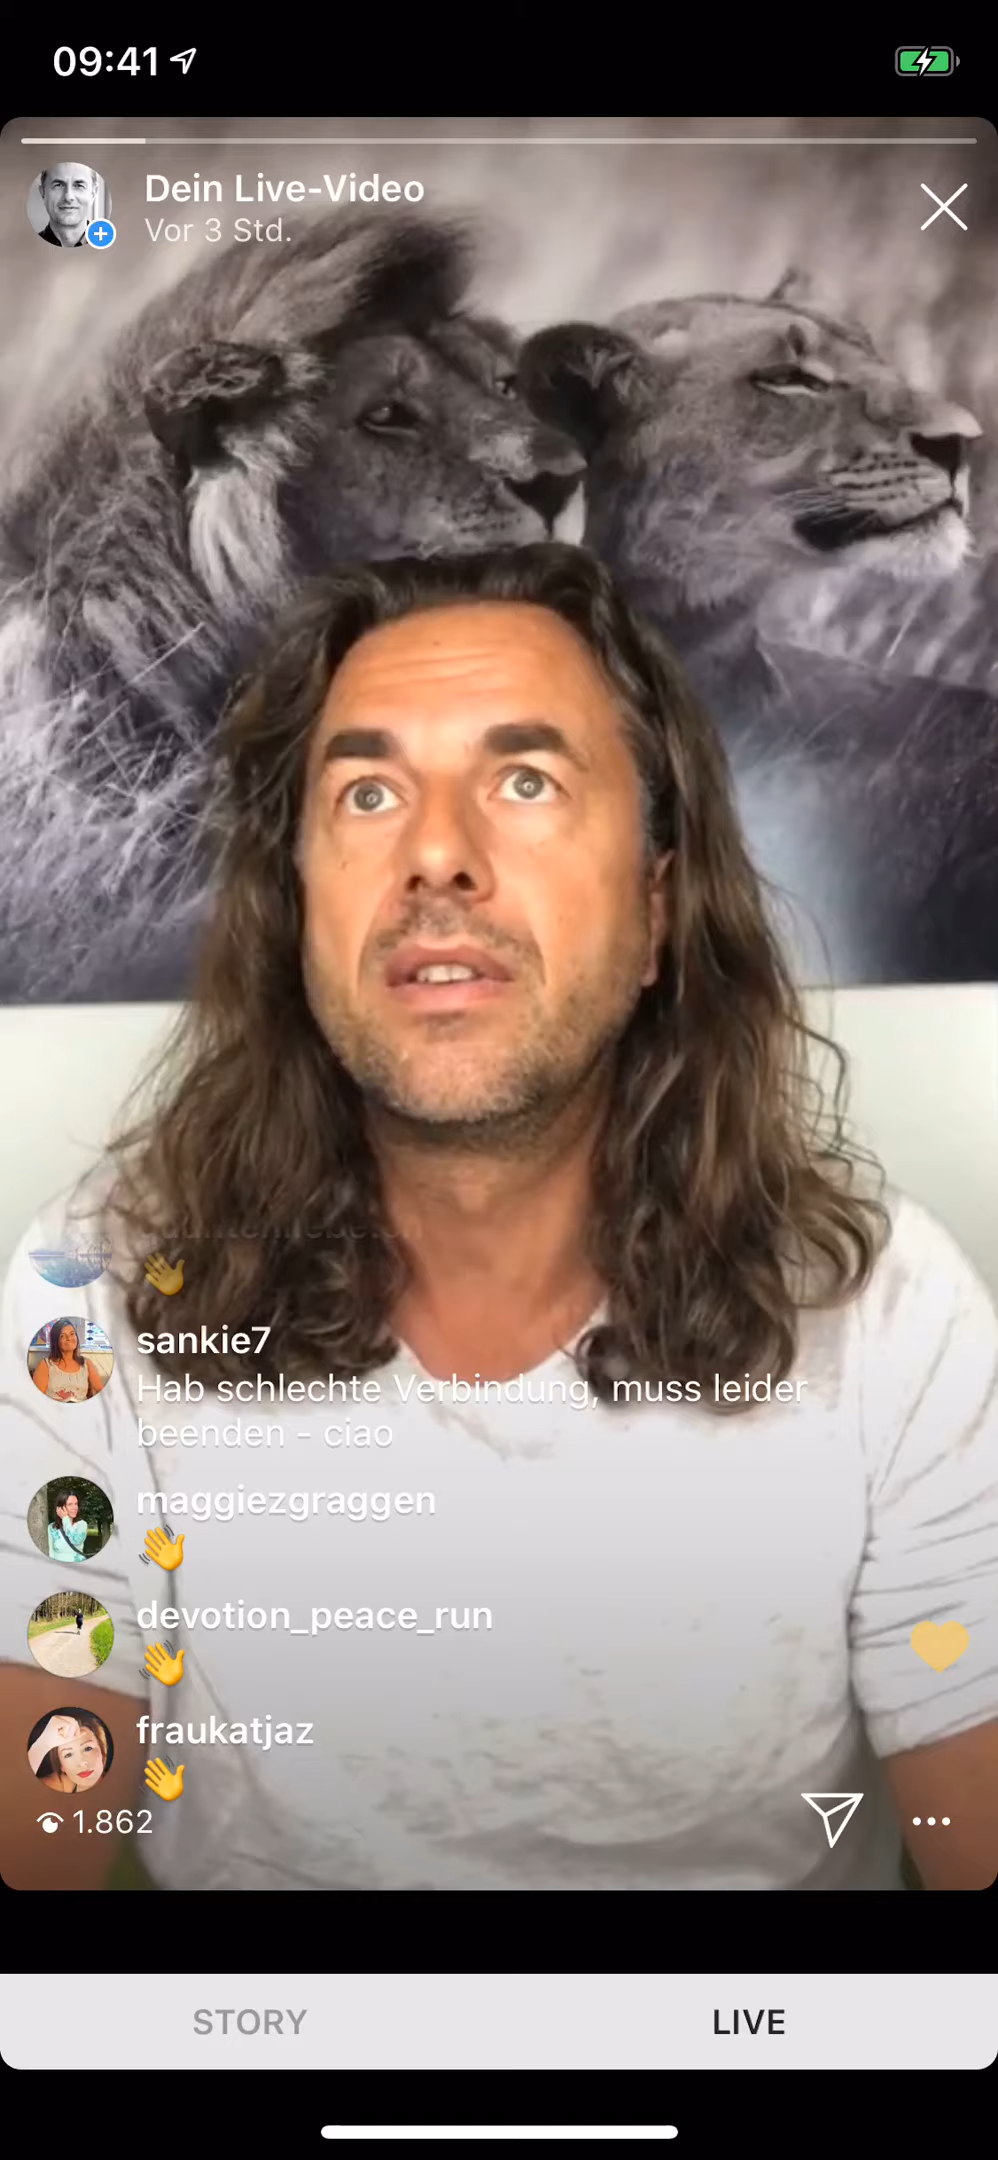 09:41
Dein Live-Video
Vor 3 Std.
sankie7
Hab schlechte Verbindung, muss leider
beenden - ciao
maggiezgraggen
👋
devotion_peace_run
👋
fraukatjaz
👋
1.862
STORY
LIVE